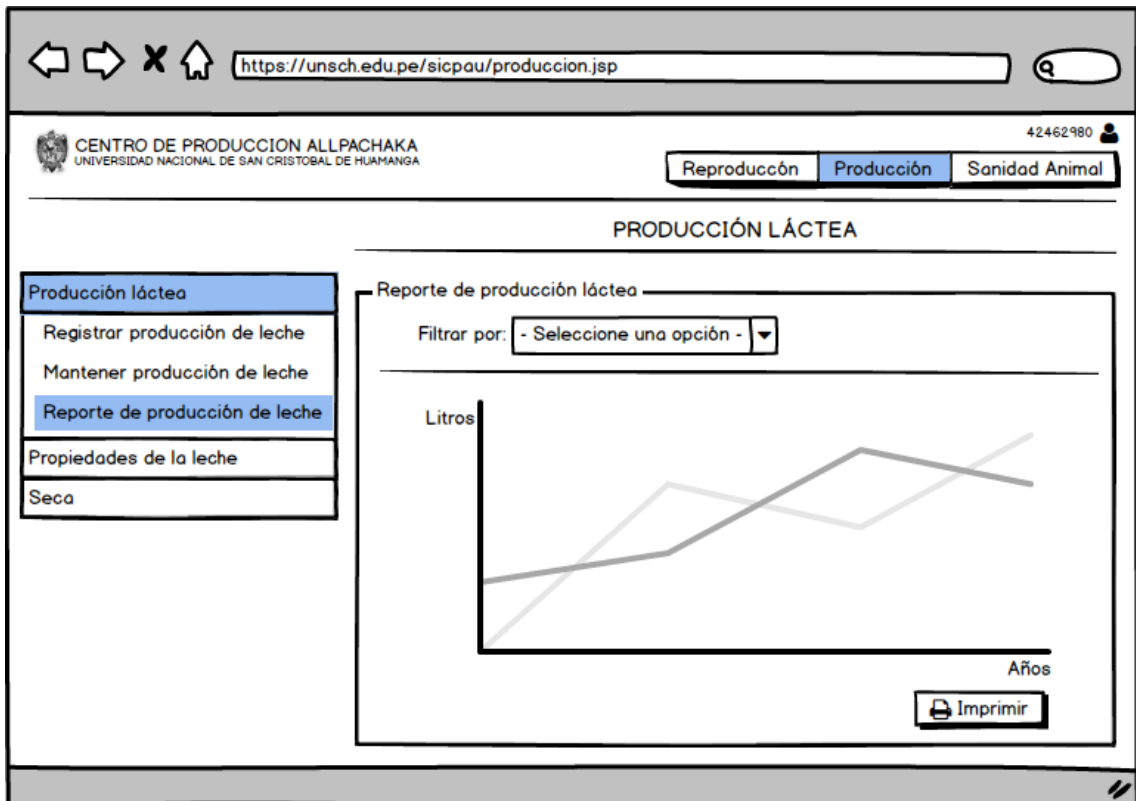 https://unsch.edu.pe/sicpau/produccion.jsp
42462980
CENTRO DE PRODUCCION ALLPACHAKA
UNIVERSIDAD NACIONAL DE SAN CRISTOBAL DE HUAMANGA
Reproduccón Producción Sanidad Animal
PRODUCCIÓN LÁCTEA
Producción láctea
Registrar producción de leche
Mantener producción de leche
Reporte de producción de leche
Propiedades de la leche
Seca
Reporte de producción láctea
Filtrar por: - Seleccione una opción -
Litros
Años
Imprimir